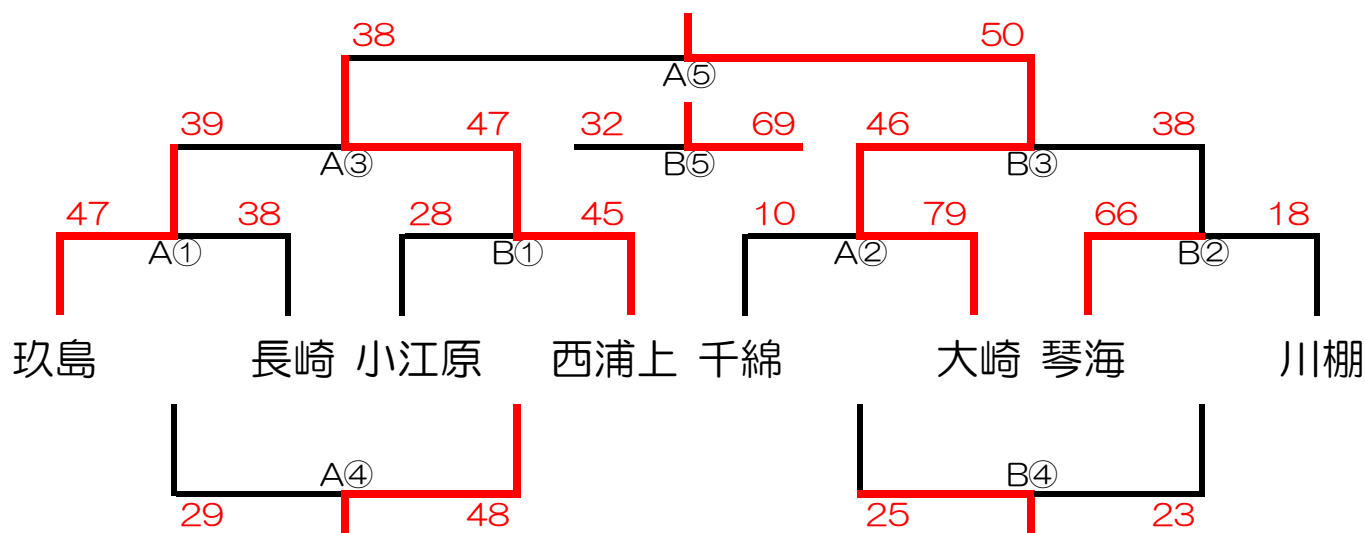 38 50
A⑤
39 47 32 69 46 38
A③ B⑤ B③
47 38 28 45 10 79 66 18
A① B① A② B②
玖島 長崎 小江原 西浦上 千綿 大崎 琴海 川棚
A④ B④
29 48 25 23